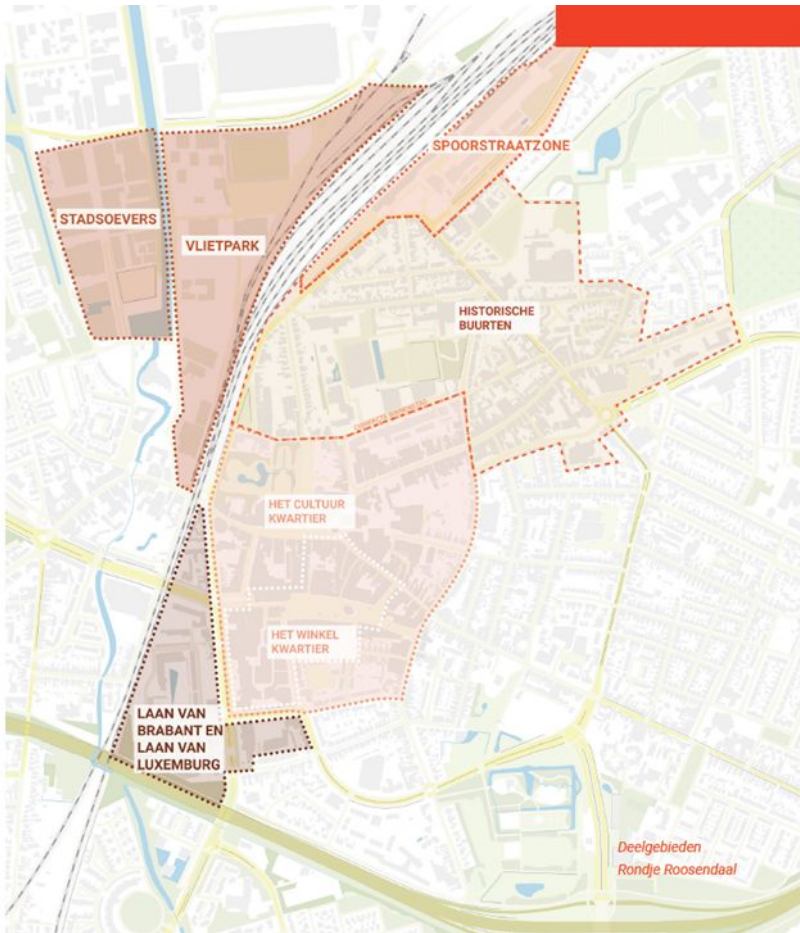 SPOORSTRAATZONE
STADSOEVERS
VLIETPARK
HISTORISCHE
BUURTEN
HET CULTUUR
KWARTIER
HET WINKEL
KWARTIER
LAAN VAN
BRABANT EN
LAAN VAN
LUXEMBURG
Deelgebieden
Rondje Roosendaal